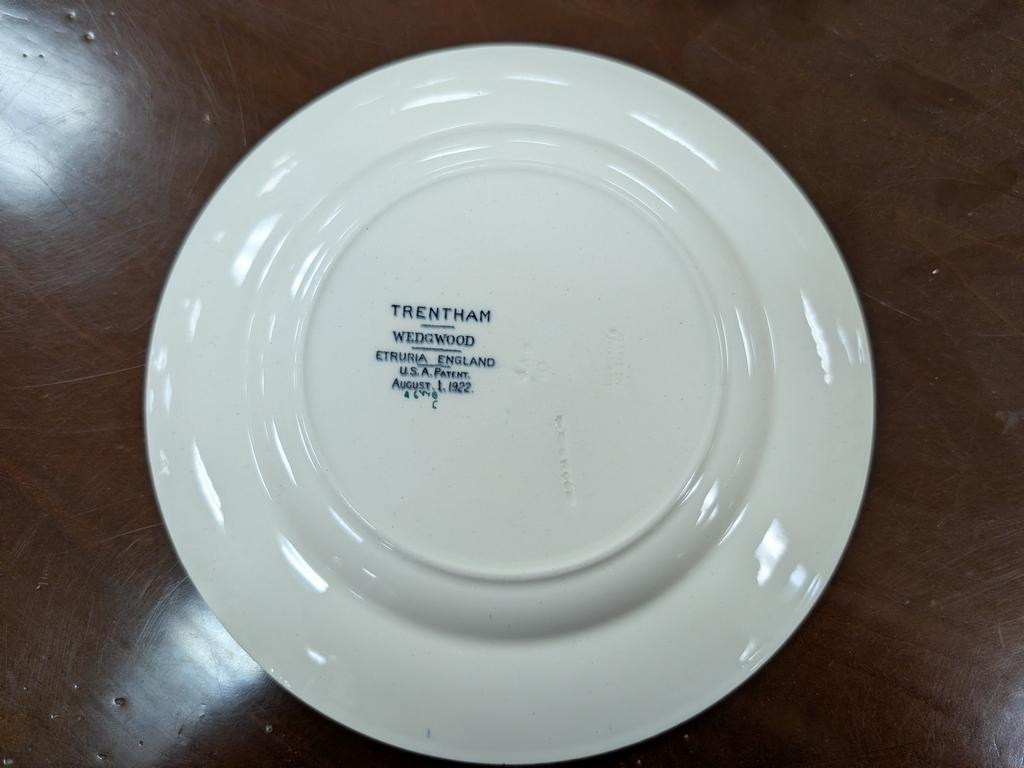 TRENTHAM
WEDGWOOD
ETRURIA ENGLAND
U.S.A. PATENT.
AUGUST 1. 1922.